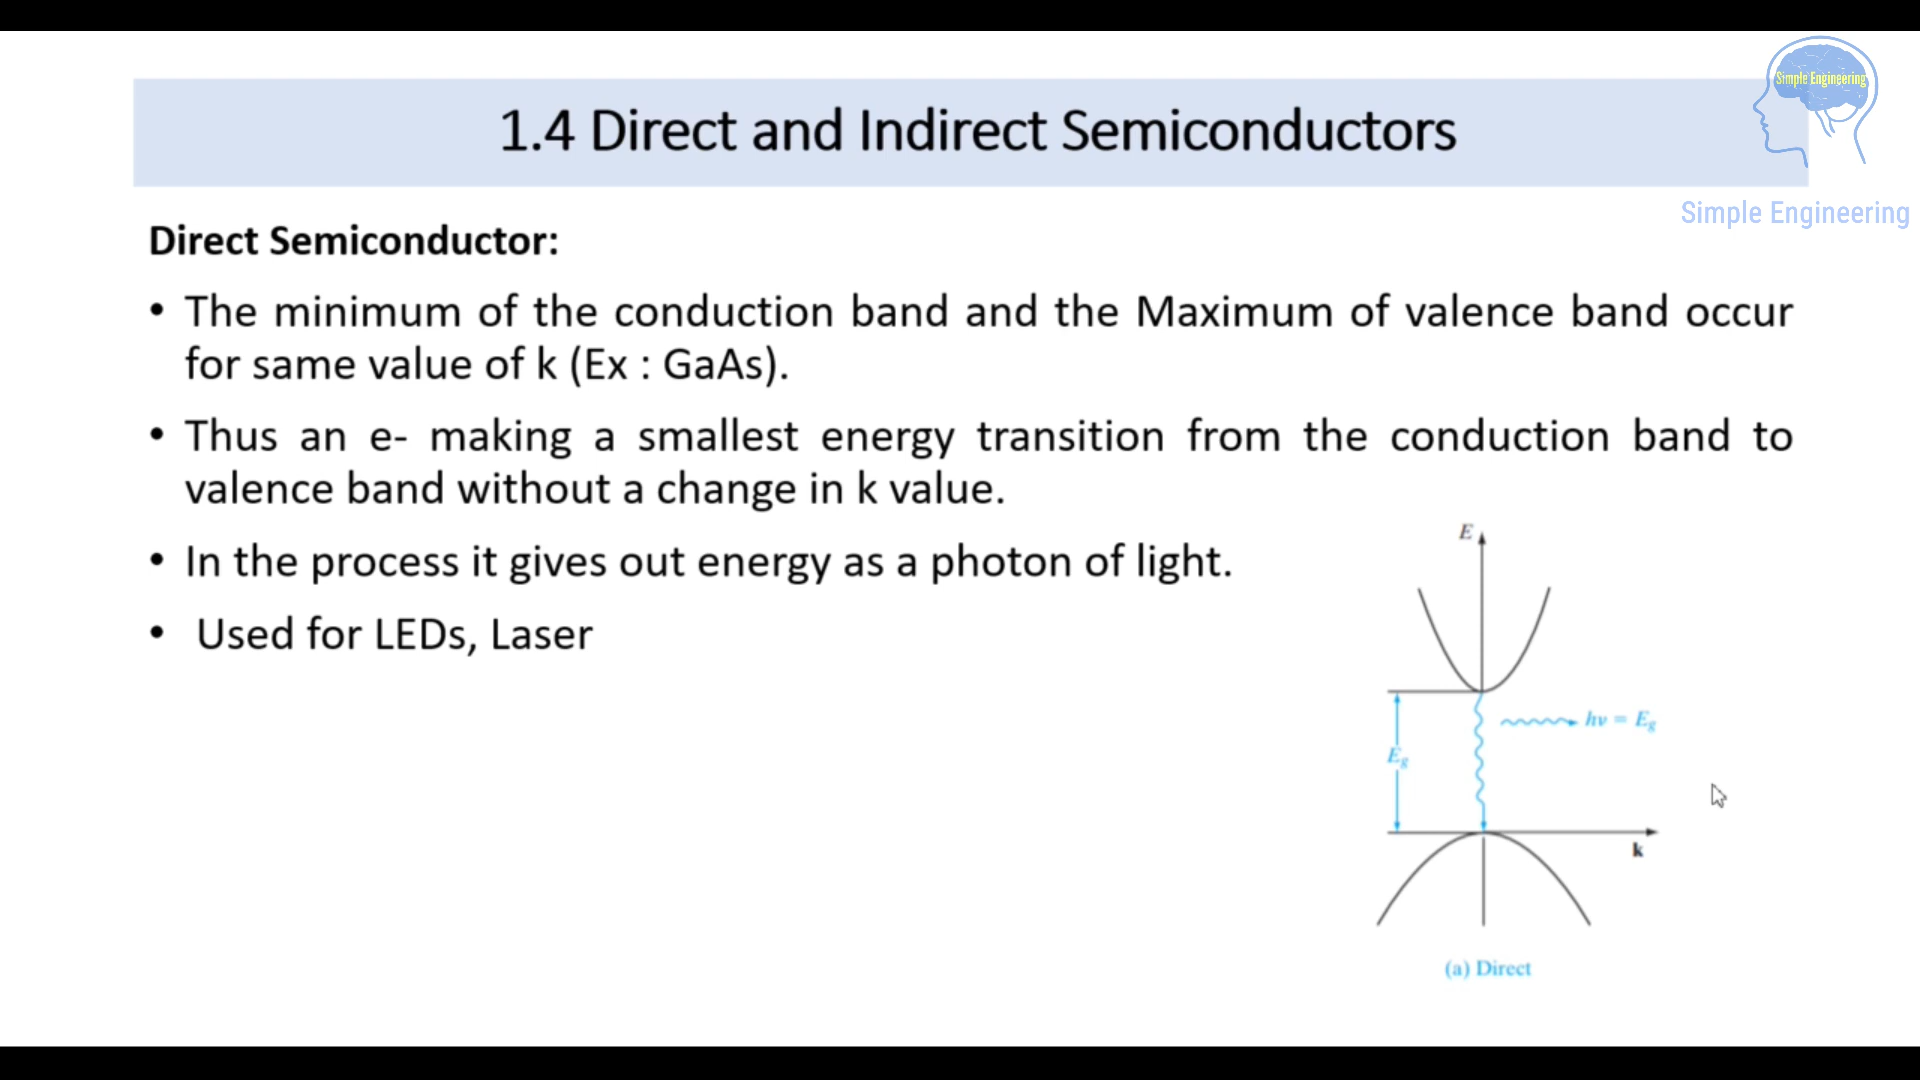 Simple Engineering
1.4 Direct and Indirect Semiconductors
Simple Engineering
Direct Semiconductor:
• The minimum of the conduction band and the Maximum of valence band occur
for same value of k (Ex : GaAs).
• Thus an e- making a smallest energy transition from the conduction band to
valence band without a change in k value.
• In the process it gives out energy as a photon of light.
• Used for LEDs, Laser
E
hν = Eg
Eg
k
(a) Direct